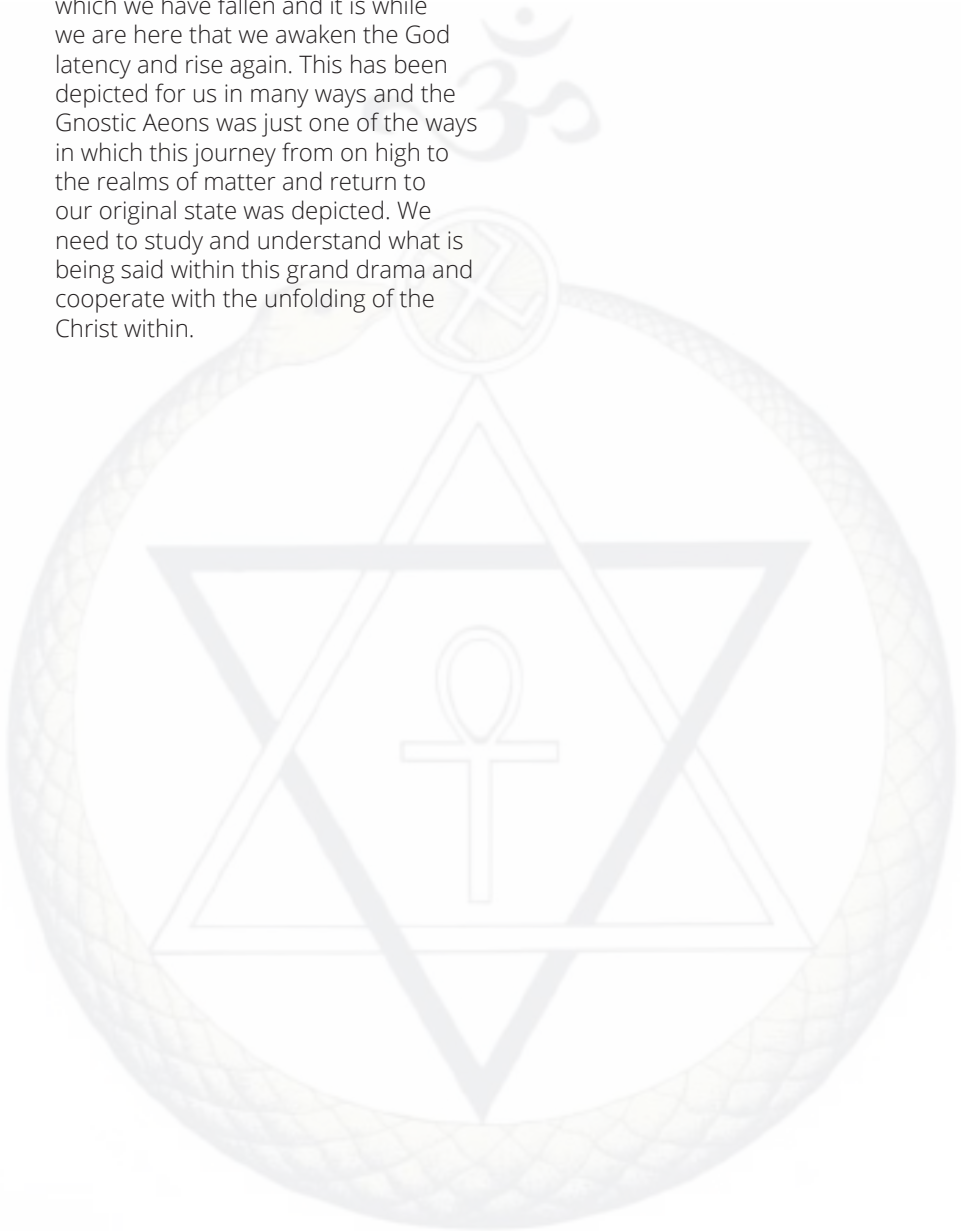 which we have fallen and it is while
we are here that we awaken the God
latency and rise again. This has been
depicted for us in many ways and the
Gnostic Aeons was just one of the ways
in which this journey from on high to
the realms of matter and return to
our original state was depicted. We
need to study and understand what is
being said within this grand drama and
cooperate with the unfolding of the
Christ within.
ॐ